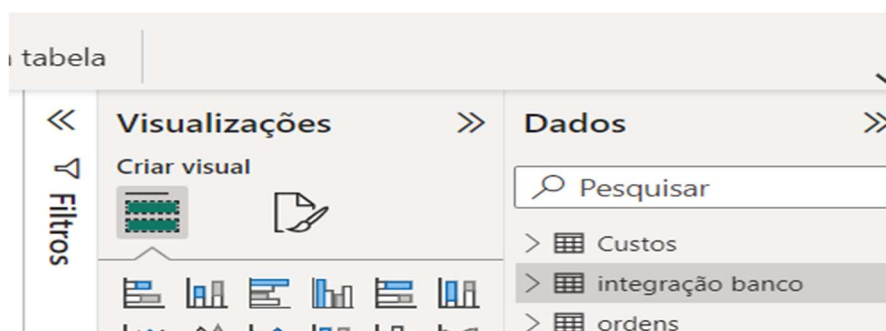 tabela
Visualizações
Dados
Criar visual
Pesquisar
Filtros
Custos
integração banco
ordens